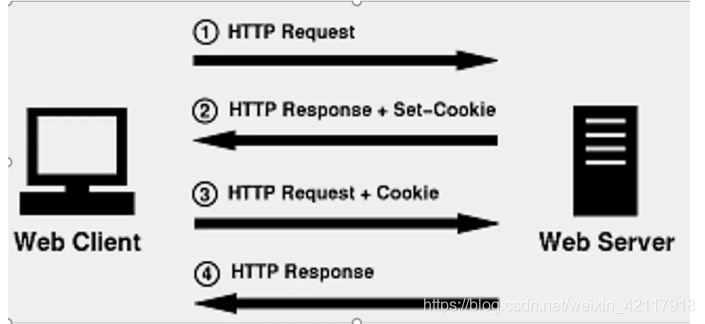 ① HTTP Request
② HTTP Response + Set-Cookie
③ HTTP Request + Cookie
Web Client
Web Server
④ HTTP Response
https://blog.csdn.net/weixin_42117918